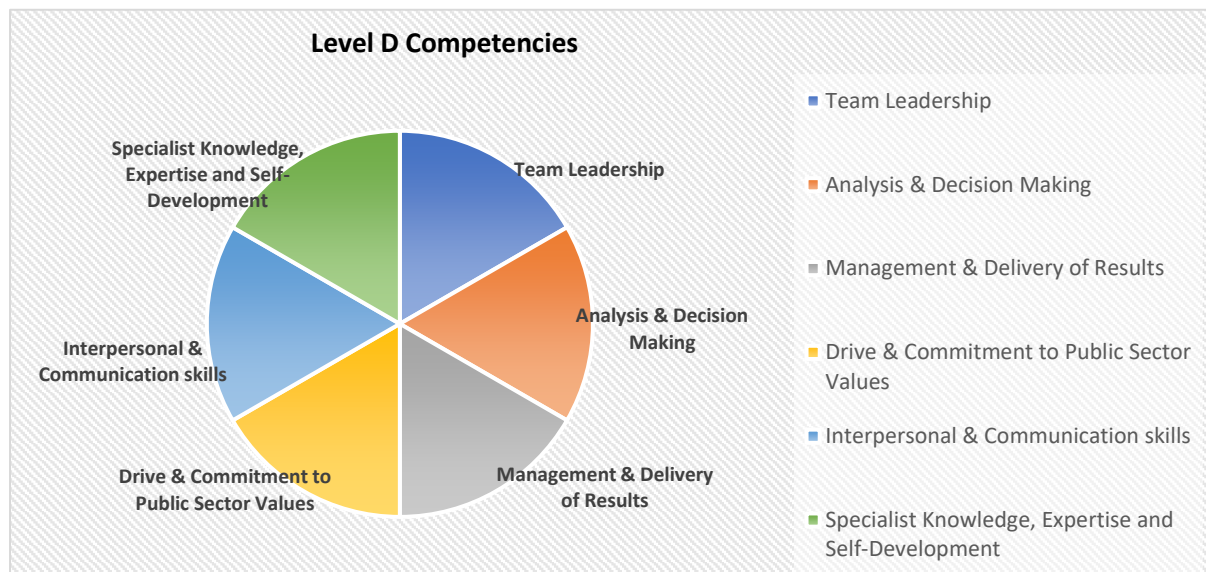 Level D Competencies
Specialist Knowledge,
Expertise and Self-
Development
Team Leadership
Analysis & Decision
Making
Interpersonal &
Communication skills
Drive & Commitment to
Public Sector Values
Management & Delivery
of Results
Team Leadership
Analysis & Decision Making
Management & Delivery of Results
Drive & Commitment to Public Sector
Values
Interpersonal & Communication skills
Specialist Knowledge, Expertise and
Self-Development